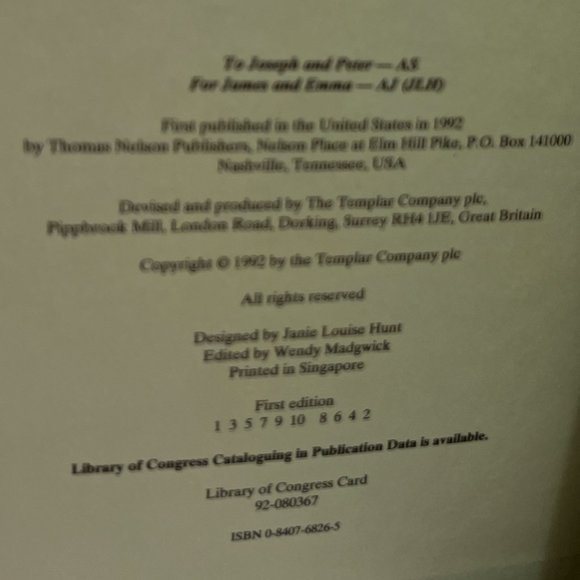 To Joseph and Peter — AS
For James and Emma — AJ (JLH)
First published in the United States in 1992
by Thomas Nelson Publishers, Nelson Place at Elm Hill Pike, P.O. Box 141000
Nashville, Tennessee, USA
Devised and produced by The Templar Company plc,
Pippbrook Mill, London Road, Dorking, Surrey RH4 1JE, Great Britain
Copyright © 1992 by the Templar Company plc
All rights reserved
Designed by Janie Louise Hunt
Edited by Wendy Madgwick
Printed in Singapore
First edition
1 3 5 7 9 10 8 6 4 2
Library of Congress Cataloguing in Publication Data is available.
Library of Congress Card
92-080367
ISBN 0-8407-6826-5